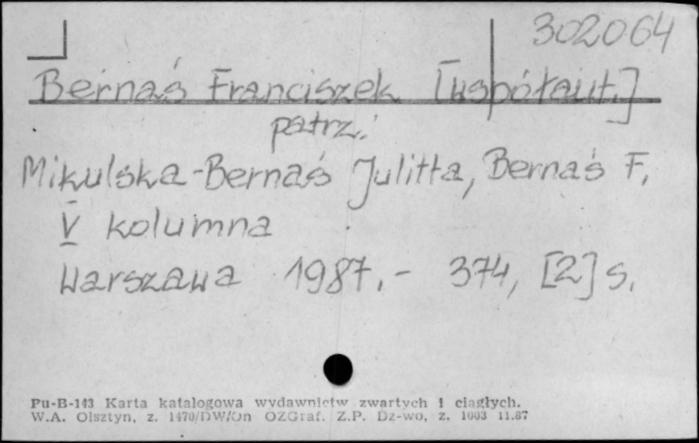 302064
Bernaś Franciszek [współaut.]
patrz:
Mikulska-Bernaś Julitta, Bernaś F.
V kolumna
Warszawa 1987.- 374, [2] s.
Pu-B-143 Karta katalogowa wydawnictw zwartych i ciągłych.
W.A. Olsztyn, z. 1470/DW/On OZGraf. Z.P. Dz-wo, z. 1003 11.87